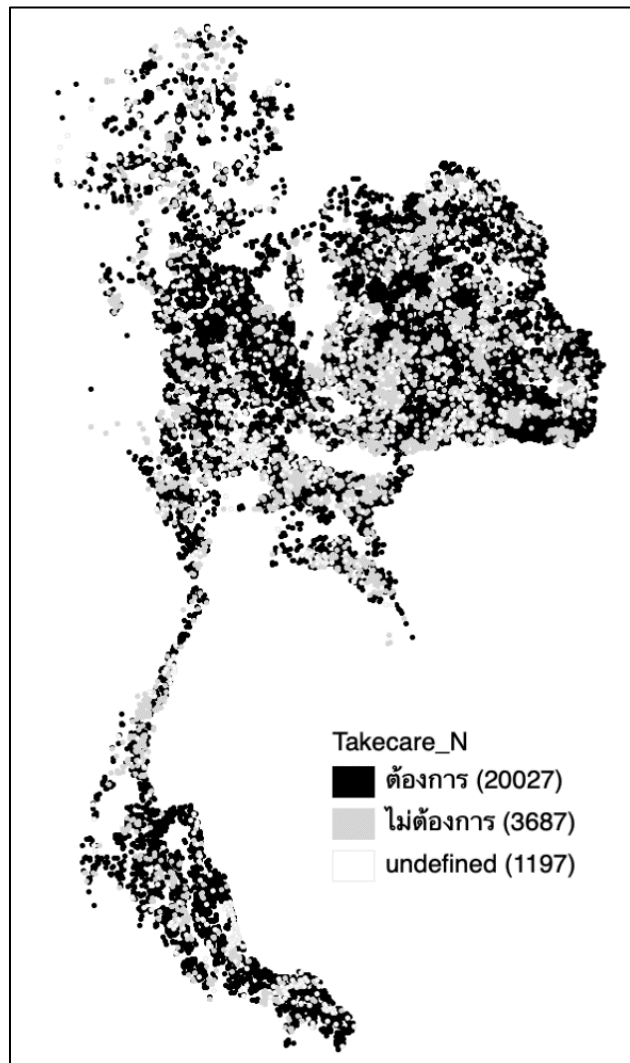 Takecare_N
ต้องการ (20027)
ไม่ต้องการ (3687)
undefined (1197)